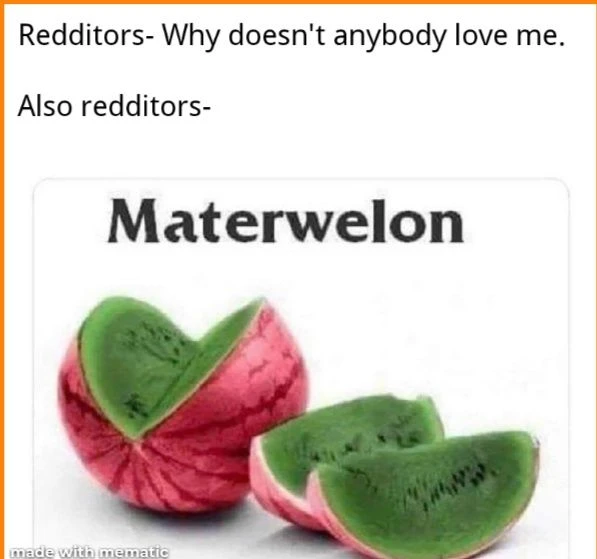 Redditors- Why doesn't anybody love me.
Also redditors-
Materwelon
made with mematic